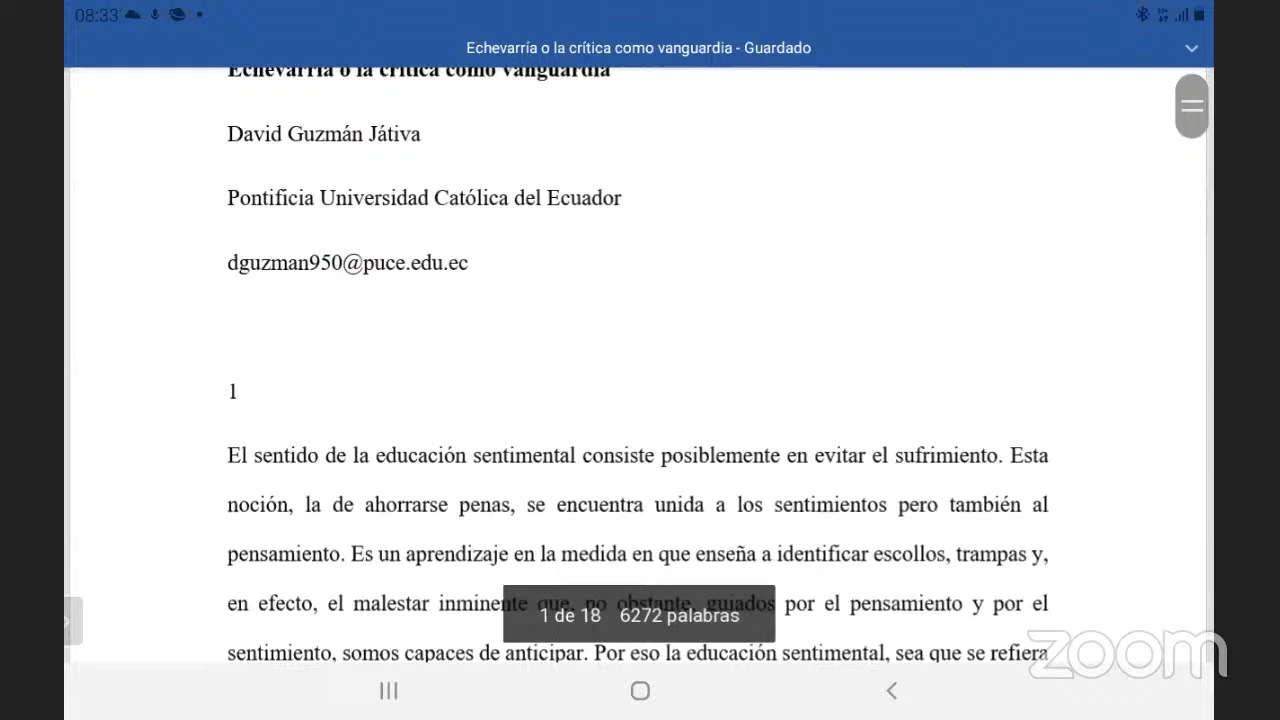 08:33
Echevarría o la crítica como vanguardia - Guardado
Echevarría o la crítica como vanguardia
David Guzmán Játiva
Pontificia Universidad Católica del Ecuador
dguzman950@puce.edu.ec
1
El sentido de la educación sentimental consiste posiblemente en evitar el sufrimiento. Esta
noción, la de ahorrarse penas, se encuentra unida a los sentimientos pero también al
pensamiento. Es un aprendizaje en la medida en que enseña a identificar escollos, trampas y,
en efecto, el malestar inminente que, no obstante, guiados por el pensamiento y por el
1 de 18 6272 palabras
sentimiento, somos capaces de anticipar. Por eso la educación sentimental, sea que se refiera
zoom